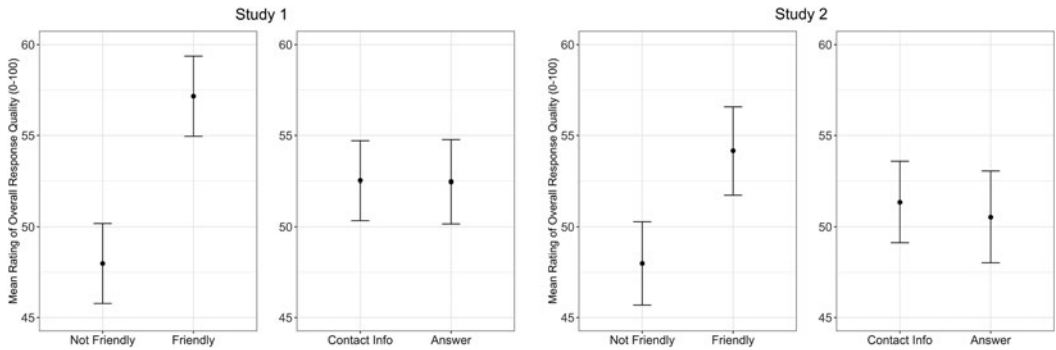 Study 1
Study 2
Mean Rating of Overall Response Quality (0-100)
60
55
50
45
Not Friendly
Friendly
60
55
50
45
Contact Info
Answer
Mean Rating of Overall Response Quality (0-100)
60
55
50
45
Not Friendly
Friendly
60
55
50
45
Contact Info
Answer